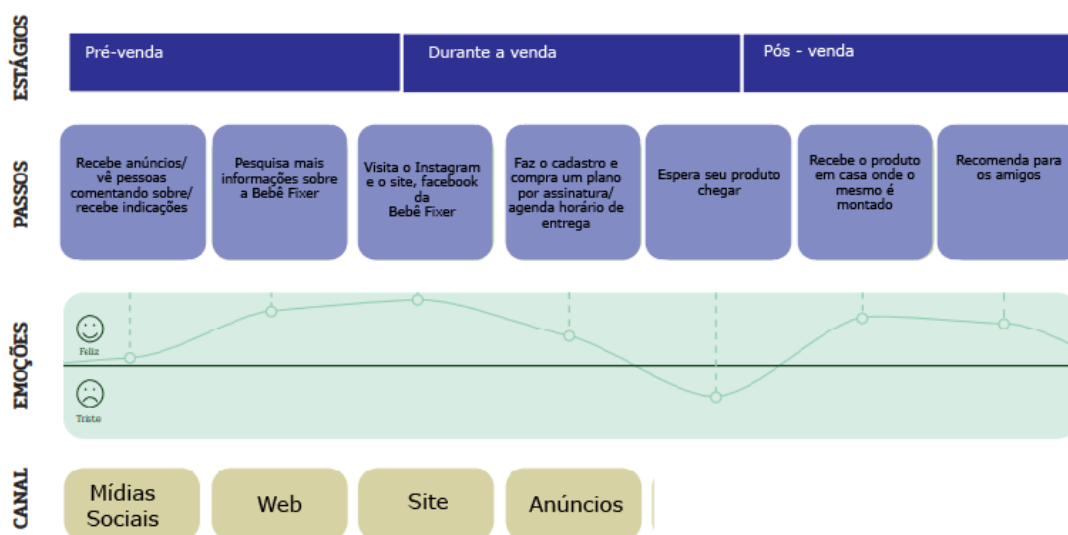 ESTÁGIOS
Pré-venda
Durante a venda
Pós - venda
PASSOS
Recebe anúncios/
vê pessoas
comentando sobre/
recebe indicações
Pesquisa mais
informações sobre
a Bebê Fixer
Visita o Instagram
e o site, facebook
da
Bebê Fixer
Faz o cadastro e
compra um plano
por assinatura/
agenda horário de
entrega
Espera seu produto
chegar
Recebe o produto
em casa onde o
mesmo é
montado
Recomenda para
os amigos
EMOÇÕES
Feliz
Triste
CANAL
Mídias
Sociais
Web
Site
Anúncios